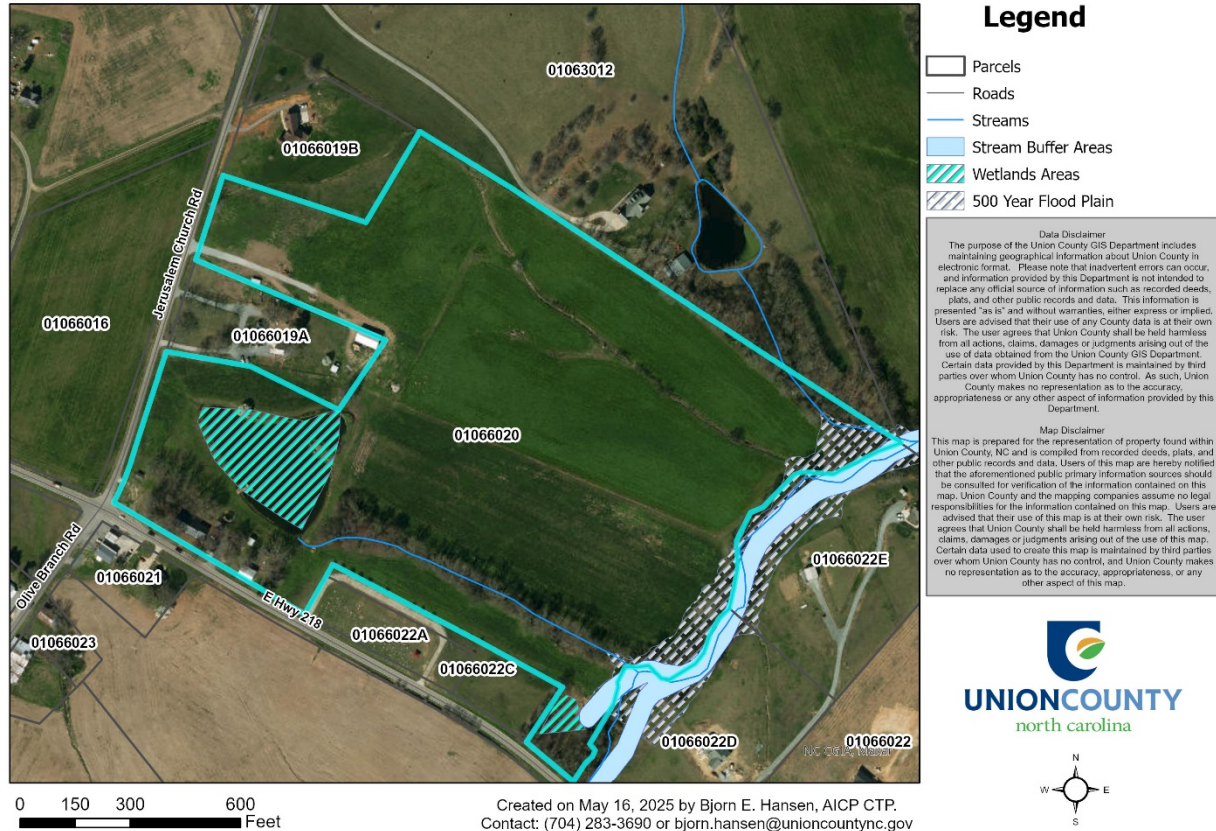 01063012
01066019B
Jerusalem Church Rd
01066016
01066019A
01066020
01066022E
Olive Branch Rd
01066021
E Hwy 218
01066023
01066022A
01066022C
01066022D
01066022
Legend
Parcels
Roads
Streams
Stream Buffer Areas
Wetlands Areas
500 Year Flood Plain
Data Disclaimer
The purpose of the Union County GIS Department includes
maintaining geographical information about Union County in
electronic format. Please note that inadvertent errors can occur,
and information provided by this Department is not intended to
replace any official source of information such as recorded deeds,
plats, and other public records and data. This information is
presented "as is" and without warranties, either express or implied.
Users are advised that their use of any County data is at their own
risk. The user agrees that Union County shall be held harmless
from all actions, claims, damages or judgments arising out of the
use of data obtained from the Union County GIS Department.
Certain data provided by this Department is maintained by third
parties over whom Union County has no control. As such, Union
County makes no representation as to the accuracy,
appropriateness or any other aspect of information provided by this
Department.
Map Disclaimer
This map is prepared for the representation of property found within
Union County, NC and is compiled from recorded deeds, plats, and
other public records and data. Users of this map are hereby notified
that the aforementioned public primary information sources should
be consulted for verification of the information contained on this
map. Union County and the mapping companies assume no legal
responsibilities for the information contained on this map. Users are
advised that their use of this map is at their own risk. The user
agrees that Union County shall be held harmless from all actions,
claims, damages or judgments arising out of the use of this map.
Certain data used to create this map is maintained by third parties
over whom Union County has no control, and Union County makes
no representation as to the accuracy, appropriateness, or any
other aspect of this map.
UNIONCOUNTY
north carolina
N
W E
S
0 150 300 600
Feet
Created on May 16, 2025 by Bjorn E. Hansen, AICP CTP.
Contact: (704) 283-3690 or bjorn.hansen@unioncountync.gov